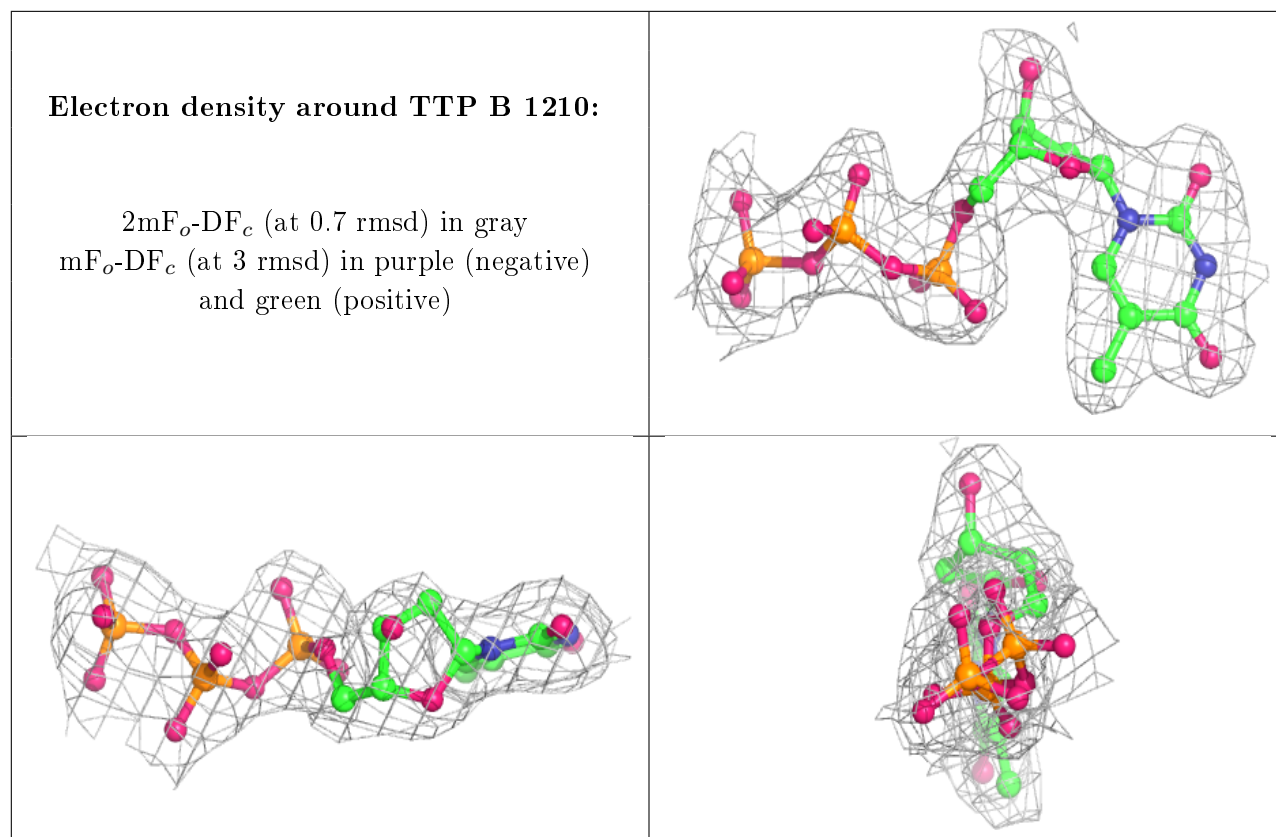 Electron density around TTP B 1210:
2mFₒ-DF𝒸 (at 0.7 rmsd) in gray
mFₒ-DF𝒸 (at 3 rmsd) in purple (negative)
and green (positive)